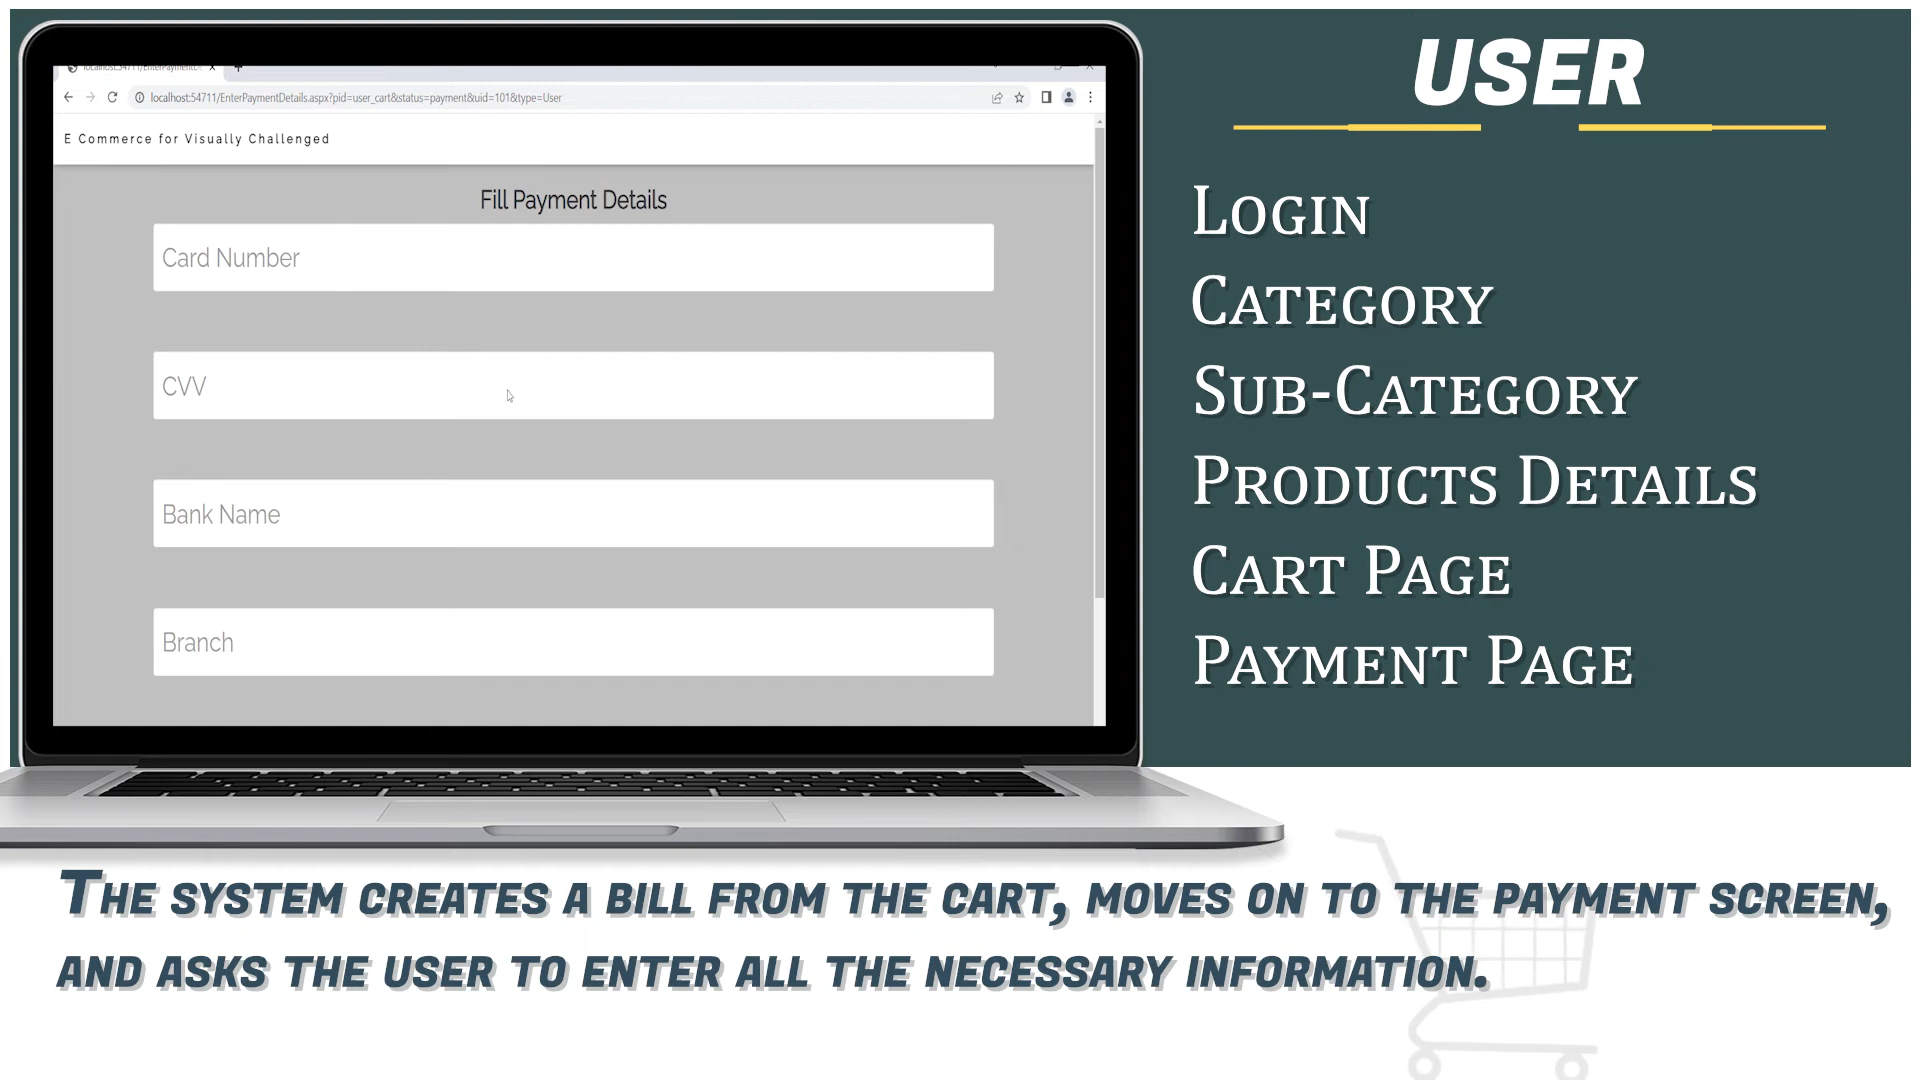 localhost:54711/EnterPaymentDe
localhost:54711/EnterPaymentDetails.aspx?pid=user_cart&status=payment&uid=101&type=User
E Commerce for Visually Challenged
Fill Payment Details
Card Number
CVV
Bank Name
Branch
USER
Login
Category
Sub-Category
Products Details
Cart Page
Payment Page
The system creates a bill from the cart, moves on to the payment screen,
and asks the user to enter all the necessary information.